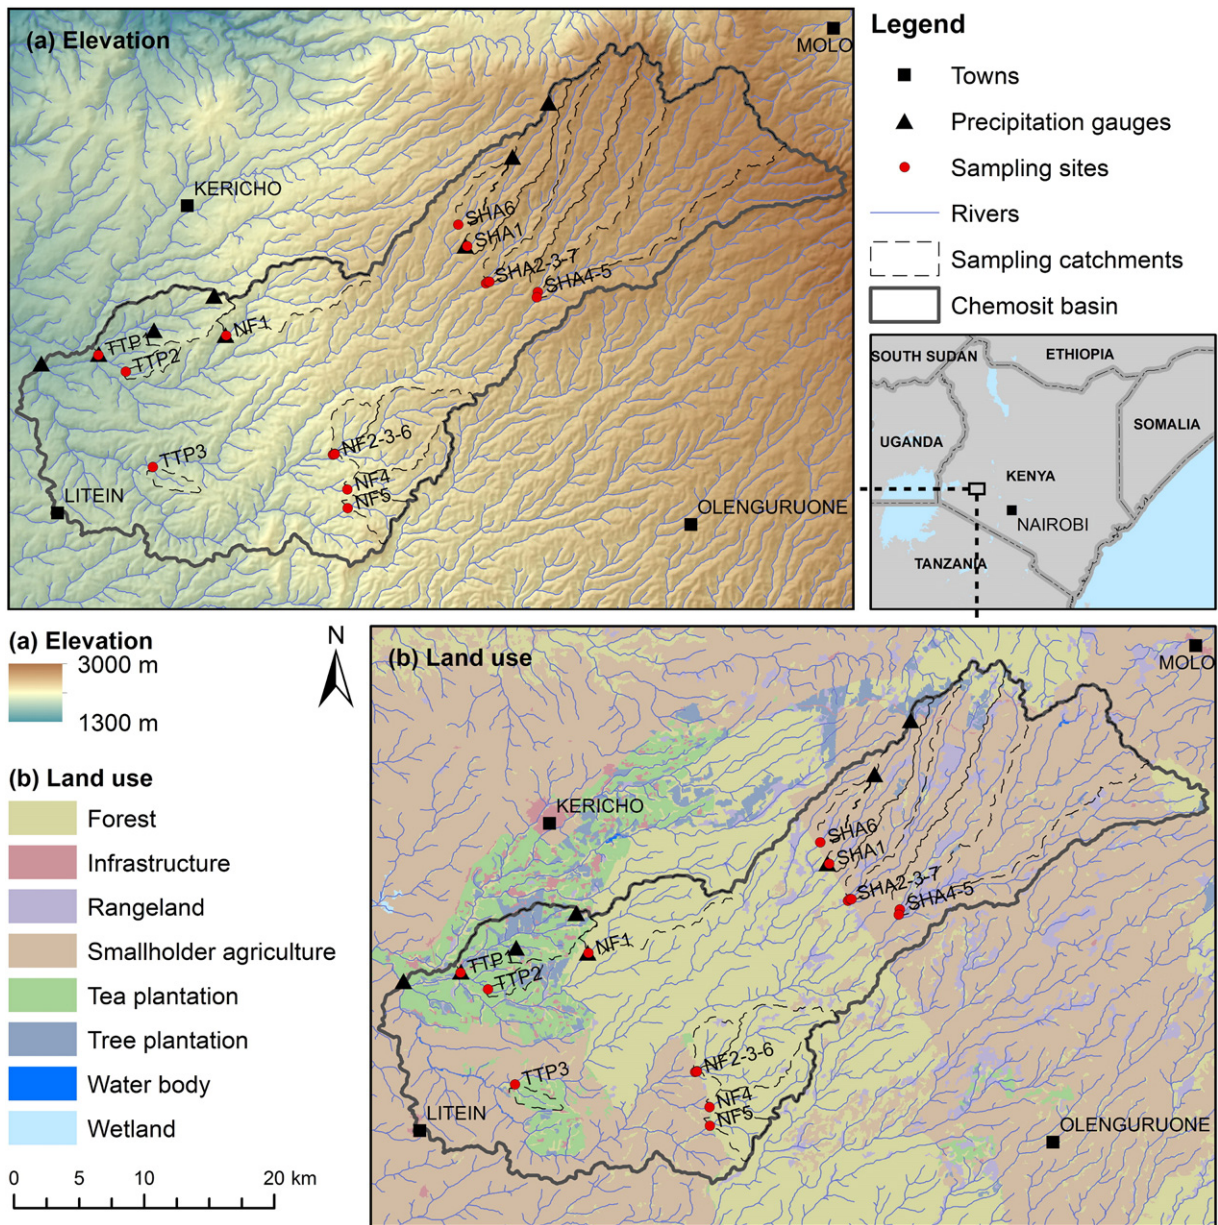 (a) Elevation
MOLO
KERICHO
SHA6
SHA1
SHA2-3-7
SHA4-5
NF1
TTP1
TTP2
NF2-3-6
TTP3
NF4
LITEIN
NF5
OLENGURUONE
Legend
Towns
Precipitation gauges
Sampling sites
Rivers
Sampling catchments
Chemosit basin
SOUTH SUDAN
ETHIOPIA
SOMALIA
UGANDA
KENYA
NAIROBI
TANZANIA
(a) Elevation
3000 m
1300 m
N
(b) Land use
Forest
Infrastructure
Rangeland
Smallholder agriculture
Tea plantation
Tree plantation
Water body
Wetland
0 5 10 20 km
(b) Land use
MOLO
KERICHO
SHA6
SHA1
SHA2-3-7
SHA4-5
NF1
TTP1
TTP2
NF2-3-6
TTP3
NF4
LITEIN
NF5
OLENGURUONE